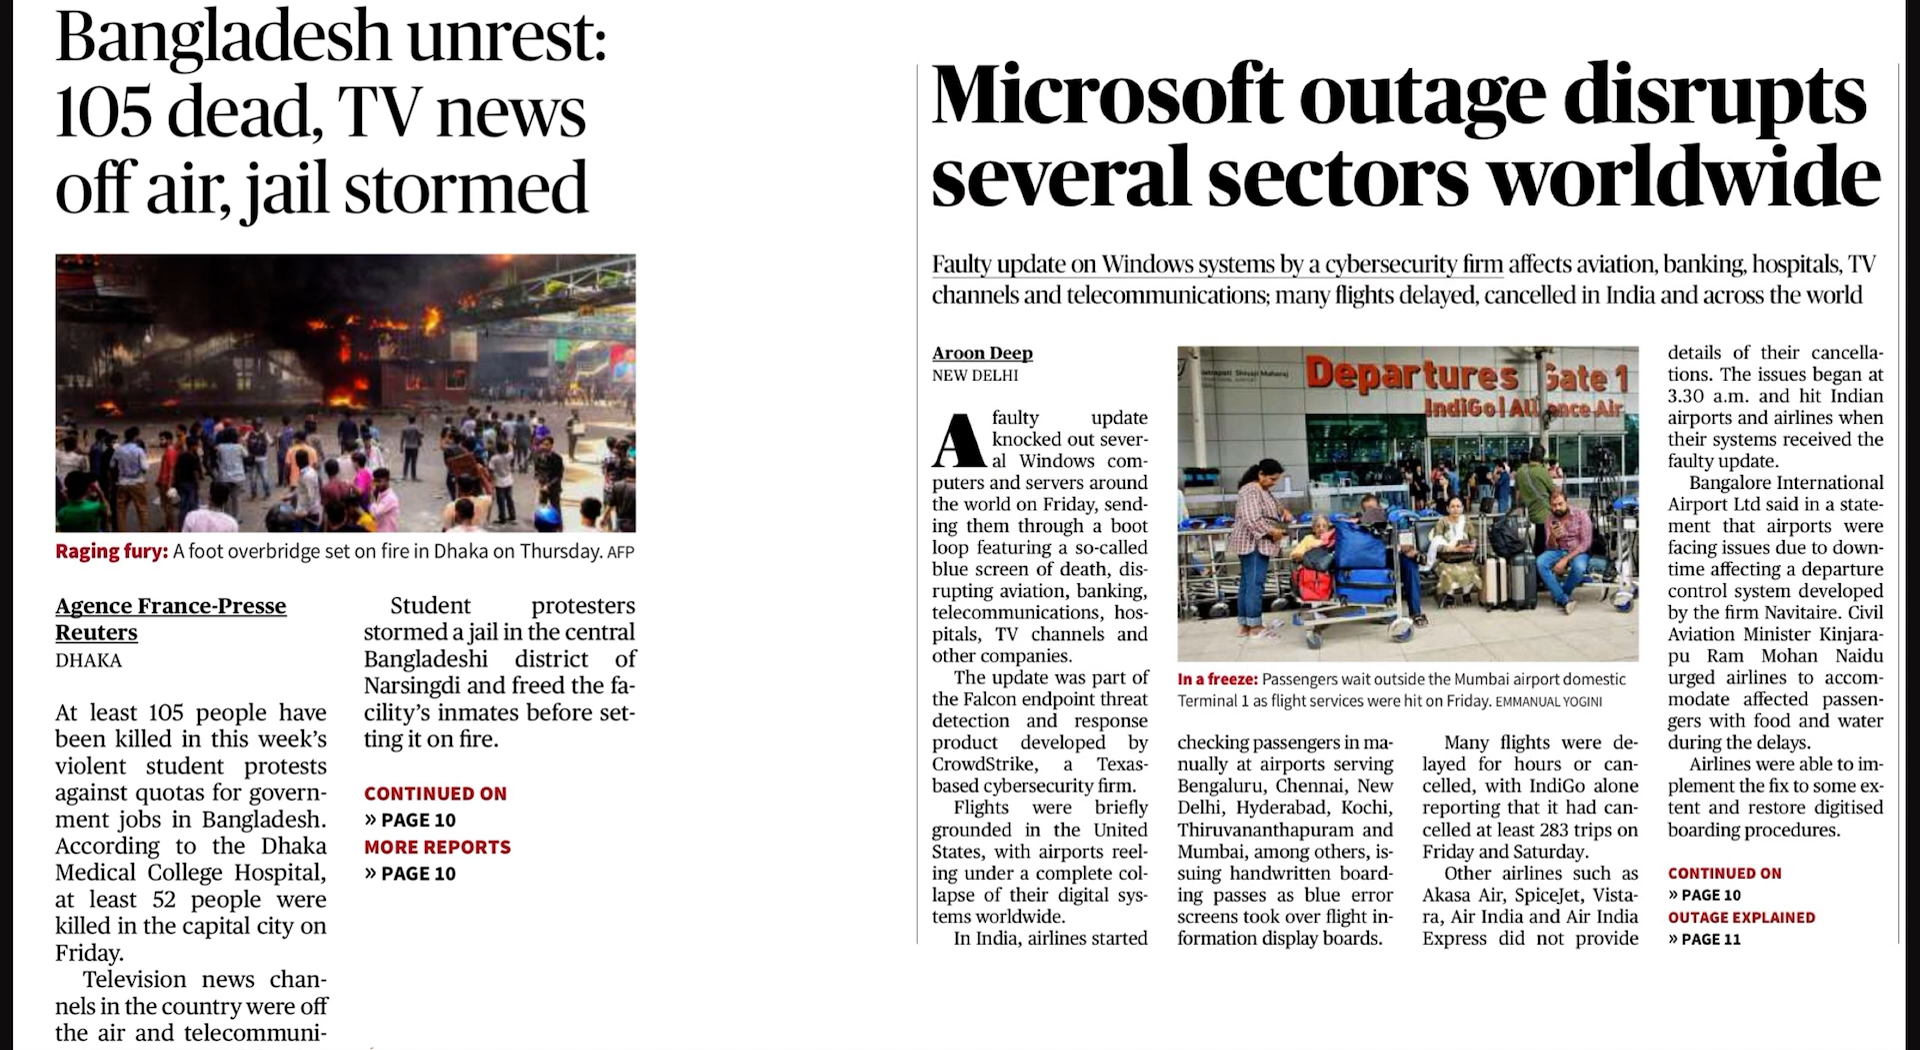 Bangladesh unrest:
105 dead, TV news
off air, jail stormed
Raging fury: A foot overbridge set on fire in Dhaka on Thursday. AFP
Agence France-Presse
Reuters
DHAKA
At least 105 people have
been killed in this week's
violent student protests
against quotas for govern-
ment jobs in Bangladesh.
According to the Dhaka
Medical College Hospital,
at least 52 people were
killed in the capital city on
Friday.
Television news chan-
nels in the country were off
the air and telecommuni-
Student protesters
stormed a jail in the central
Bangladeshi district of
Narsingdi and freed the fa-
cility's inmates before set-
ting it on fire.
CONTINUED ON
» PAGE 10
MORE REPORTS
» PAGE 10
Microsoft outage disrupts
several sectors worldwide
Faulty update on Windows systems by a cybersecurity firm affects aviation, banking, hospitals, TV
channels and telecommunications; many flights delayed, cancelled in India and across the world
Aroon Deep
NEW DELHI
A faulty update
knocked out sever-
al Windows com-
puters and servers around
the world on Friday, send-
ing them through a boot
loop featuring a so-called
blue screen of death, dis-
rupting aviation, banking,
telecommunications, hos-
pitals, TV channels and
other companies.
The update was part of
the Falcon endpoint threat
detection and response
product developed by
CrowdStrike, a Texas-
based cybersecurity firm.
Flights were briefly
grounded in the United
States, with airports reel-
ing under a complete col-
lapse of their digital sys-
tems worldwide.
In India, airlines started
Departures Gate 1
IndiGo | Alliance Air
Shivaji Maharaj
In a freeze: Passengers wait outside the Mumbai airport domestic
Terminal 1 as flight services were hit on Friday. EMMANUAL YOGINI
checking passengers in ma-
nually at airports serving
Bengaluru, Chennai, New
Delhi, Hyderabad, Kochi,
Thiruvananthapuram and
Mumbai, among others, is-
suing handwritten board-
ing passes as blue error
screens took over flight in-
formation display boards.
Many flights were de-
layed for hours or can-
celled, with IndiGo alone
reporting that it had can-
celled at least 283 trips on
Friday and Saturday.
Other airlines such as
Akasa Air, SpiceJet, Vista-
ra, Air India and Air India
Express did not provide
details of their cancella-
tions. The issues began at
3.30 a.m. and hit Indian
airports and airlines when
their systems received the
faulty update.
Bangalore International
Airport Ltd said in a state-
ment that airports were
facing issues due to down-
time affecting a departure
control system developed
by the firm Navitaire. Civil
Aviation Minister Kinjara-
pu Ram Mohan Naidu
urged airlines to accom-
modate affected passen-
gers with food and water
during the delays.
Airlines were able to im-
plement the fix to some ex-
tent and restore digitised
boarding procedures.
CONTINUED ON
» PAGE 10
OUTAGE EXPLAINED
» PAGE 11